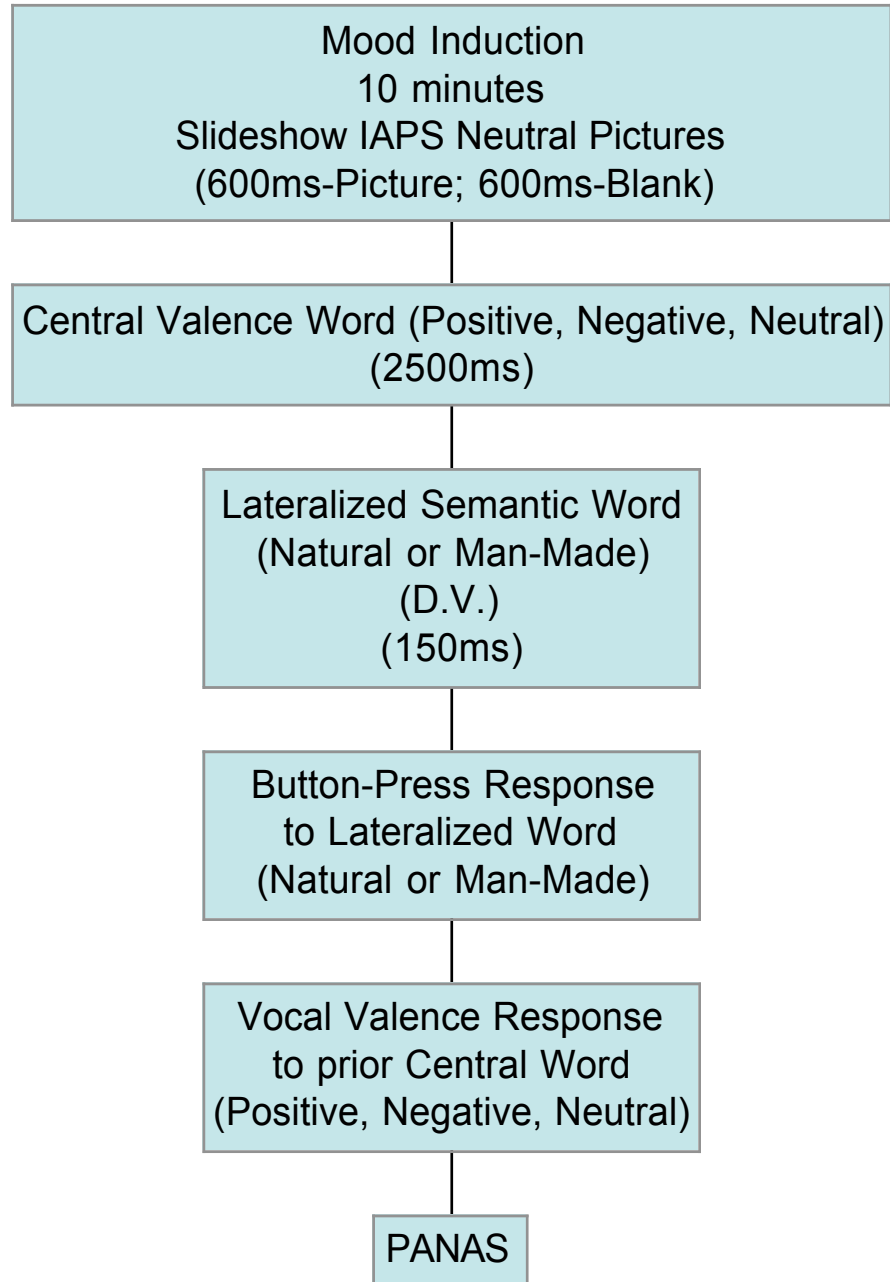 Mood Induction
10 minutes
Slideshow IAPS Neutral Pictures
(600ms-Picture; 600ms-Blank)
Central Valence Word (Positive, Negative, Neutral)
(2500ms)
Lateralized Semantic Word
(Natural or Man-Made)
(D.V.)
(150ms)
Button-Press Response
to Lateralized Word
(Natural or Man-Made)
Vocal Valence Response
to prior Central Word
(Positive, Negative, Neutral)
PANAS